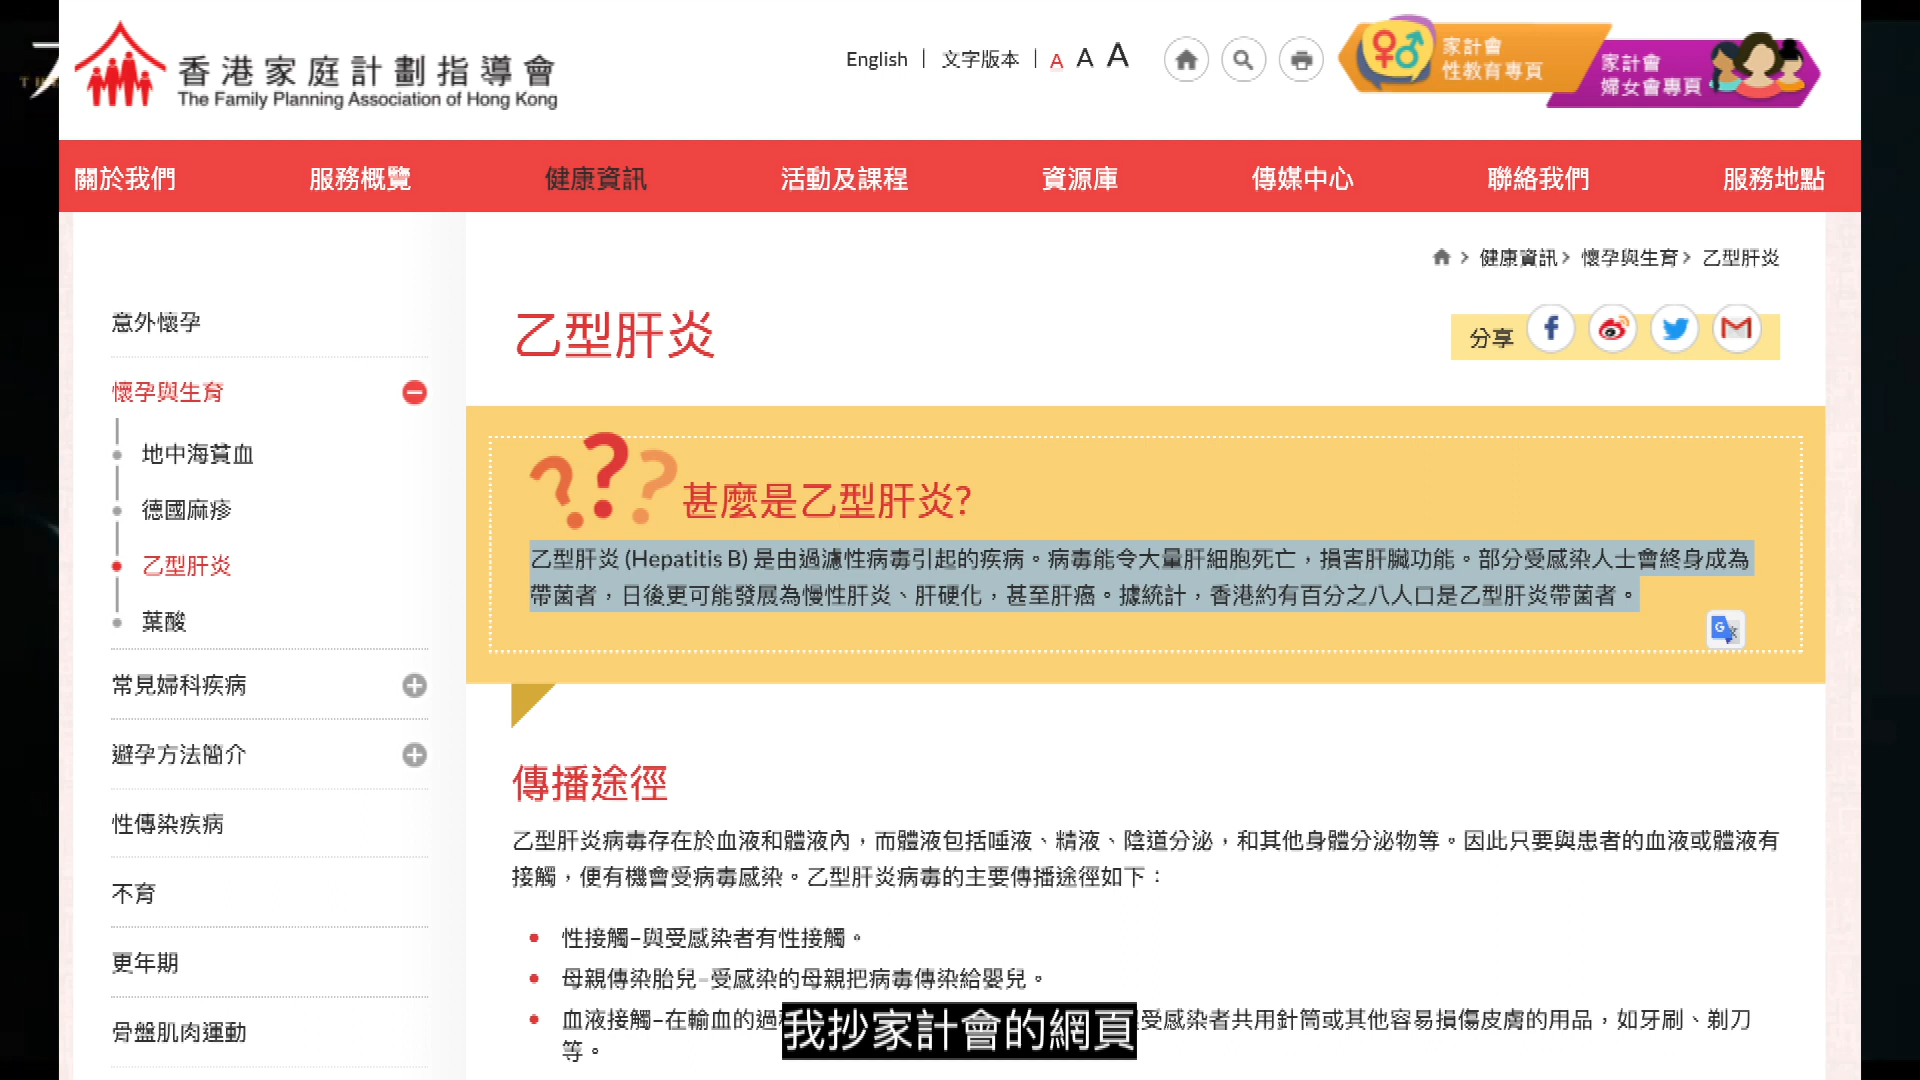 香港家庭計劃指導會
The Family Planning Association of Hong Kong
English | 文字版本 | A A A
家計會
性教育專頁
家計會
婦女會專頁
關於我們 服務概覽 健康資訊 活動及課程 資源庫 傳媒中心 聯絡我們 服務地點
健康資訊 > 懷孕與生育 > 乙型肝炎
意外懷孕
懷孕與生育
地中海貧血
德國麻疹
乙型肝炎
葉酸
常見婦科疾病
避孕方法簡介
性傳染疾病
不育
更年期
骨盤肌肉運動
乙型肝炎
分享
甚麼是乙型肝炎?
乙型肝炎 (Hepatitis B) 是由過濾性病毒引起的疾病。病毒能令大量肝細胞死亡，損害肝臟功能。部分受感染人士會終身成為
帶菌者，日後更可能發展為慢性肝炎、肝硬化，甚至肝癌。據統計，香港約有百分之八人口是乙型肝炎帶菌者。
傳播途徑
乙型肝炎病毒存在於血液和體液內，而體液包括唾液、精液、陰道分泌，和其他身體分泌物等。因此只要與患者的血液或體液有
接觸，便有機會受病毒感染。乙型肝炎病毒的主要傳播途徑如下：
性接觸–與受感染者有性接觸。
母親傳染胎兒–受感染的母親把病毒傳染給嬰兒。
血液接觸–在輸血的過 受感染者共用針筒或其他容易損傷皮膚的用品，如牙刷、剃刀
等。
我抄家計會的網頁